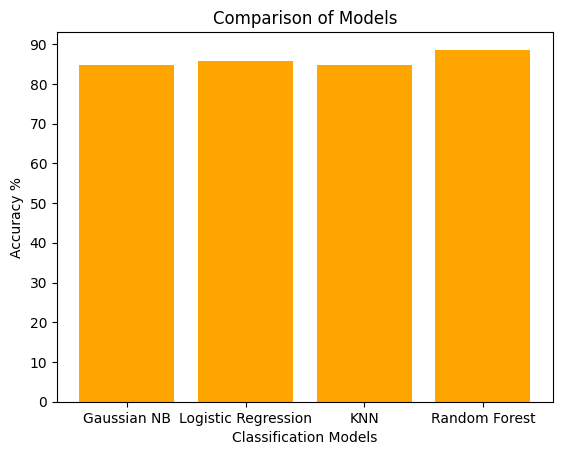 Comparison of Models
Accuracy %
90
80
70
60
50
40
30
20
10
0
Gaussian NB Logistic Regression KNN Random Forest
Classification Models